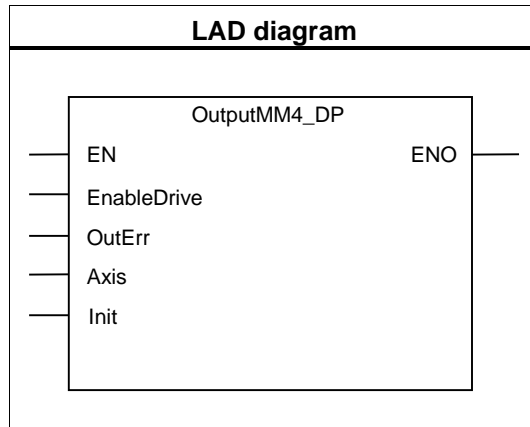 LAD diagram
OutputMM4_DP
EN ENO
EnableDrive
OutErr
Axis
Init